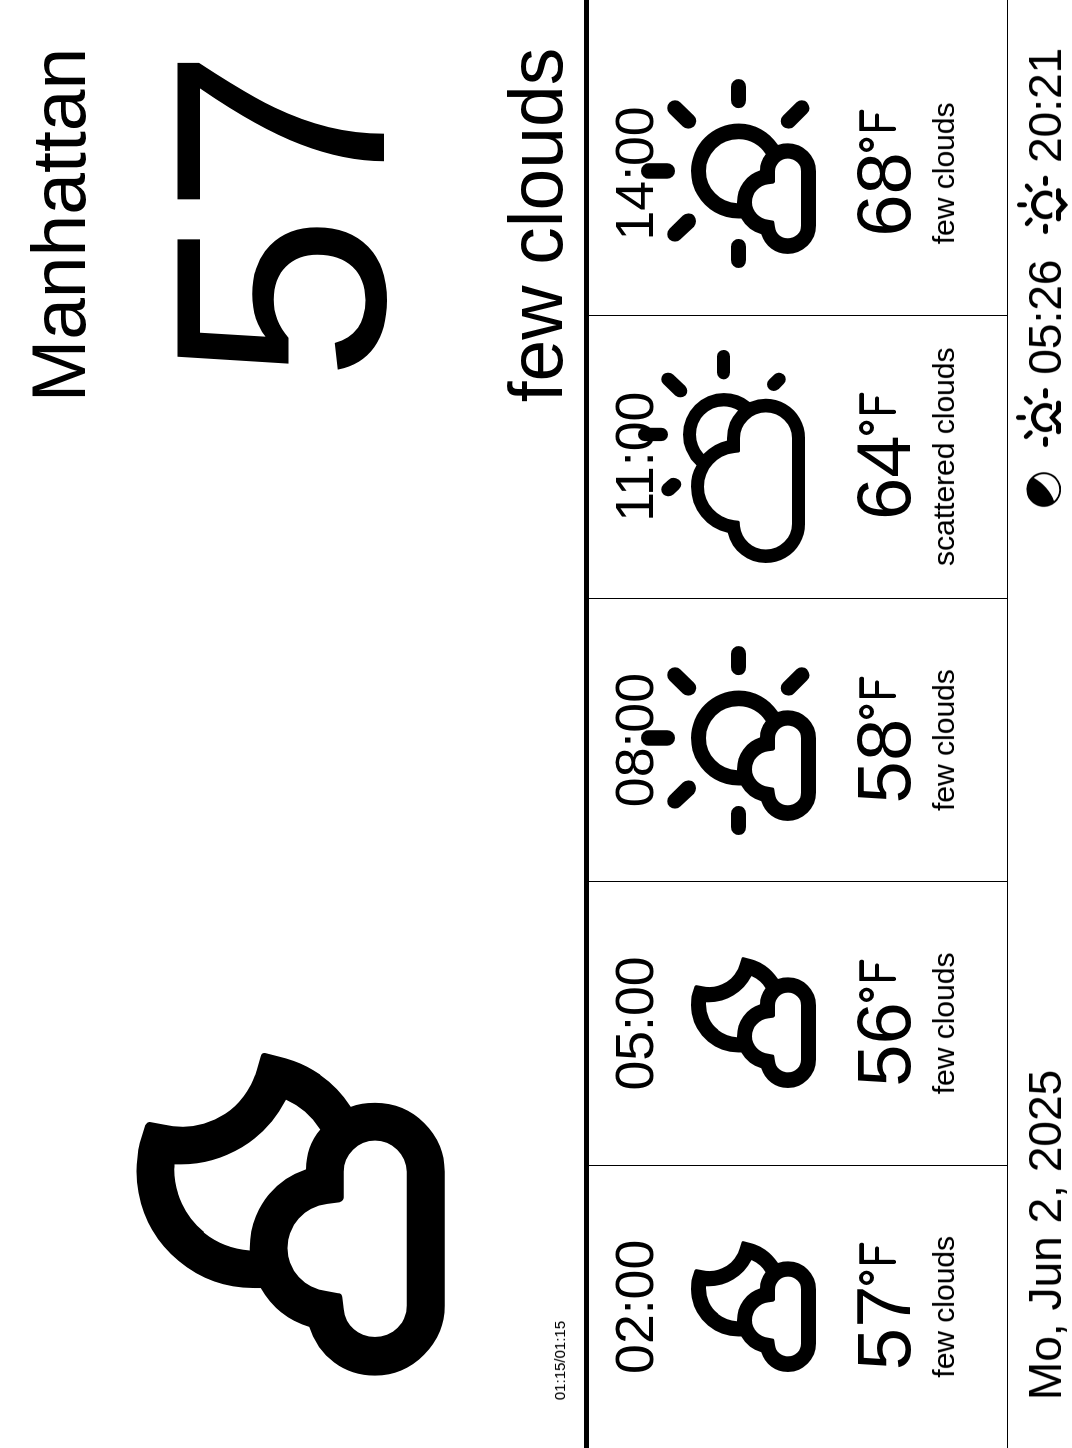 Manhattan
57
few clouds
01:15/01:15
02:00
57°F
few clouds
05:00
56°F
few clouds
08:00
58°F
few clouds
11:00
64°F
scattered clouds
14:00
68°F
few clouds
Mo, Jun 2, 2025
05:26 20:21